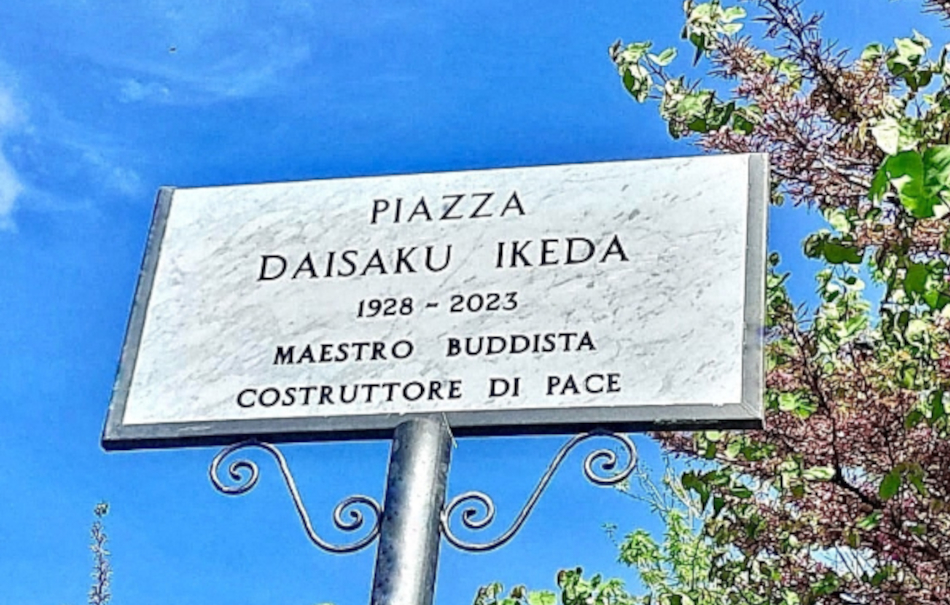 PIAZZA
DAISAKU IKEDA
1928 - 2023
MAESTRO BUDDISTA
COSTRUTTORE DI PACE